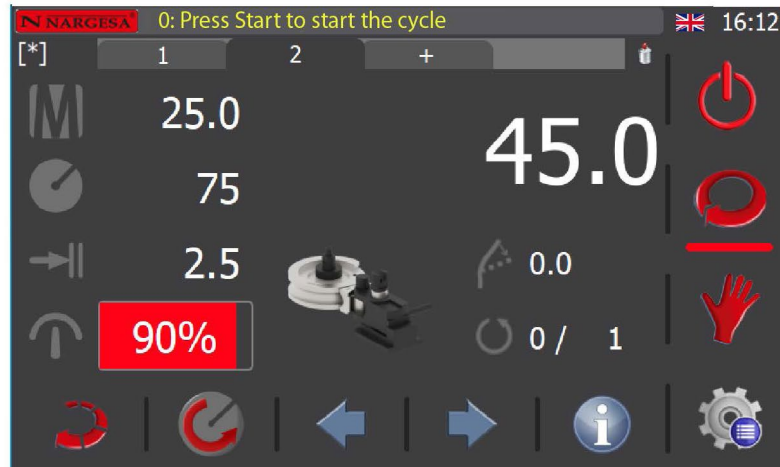 N NARGESA® 0: Press Start to start the cycle 16:12
[*] 1 2 +
25.0
45.0
75
2.5
0.0
90%
0 / 1